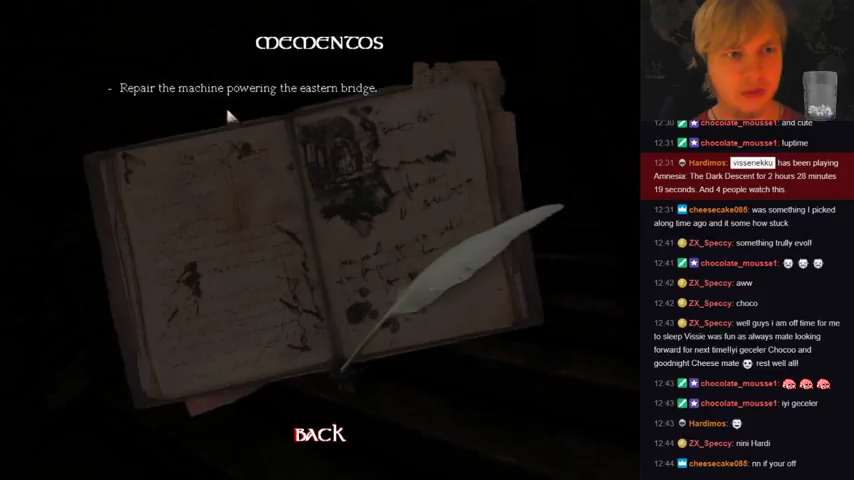 MEMENTOS
- Repair the machine powering the eastern bridge.
BACK
12:30 chocolate_mousse1: and cute
12:31 chocolate_mousse1: !uptime
12:31 Hardimos: vissenekku has been playing
Amnesia: The Dark Descent for 2 hours 28 minutes
19 seconds. And 4 people watch this.
12:31 cheesecake085: was something I picked
along time ago and it some how stuck
12:41 ZX_Speccy: something trully evol!
12:41 chocolate_mousse1:
12:42 ZX_Speccy: aww
12:42 ZX_Speccy: choco
12:43 ZX_Speccy: well guys i am off time for me
to sleep Vissie was fun as always mate looking
forward for next time!Iyi geceler Chocoo and
goodnight Cheese mate rest well all!
12:43 chocolate_mousse1:
12:43 chocolate_mousse1: iyi geceler
12:43 Hardimos:
12:44 ZX_Speccy: nini Hardi
12:44 cheesecake085: nn if your off